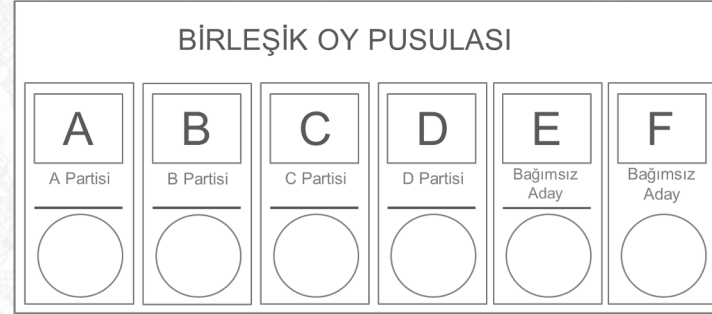 BİRLEŞİK OY PUSULASI
A
A Partisi
B
B Partisi
C
C Partisi
D
D Partisi
E
Bağımsız
Aday
F
Bağımsız
Aday